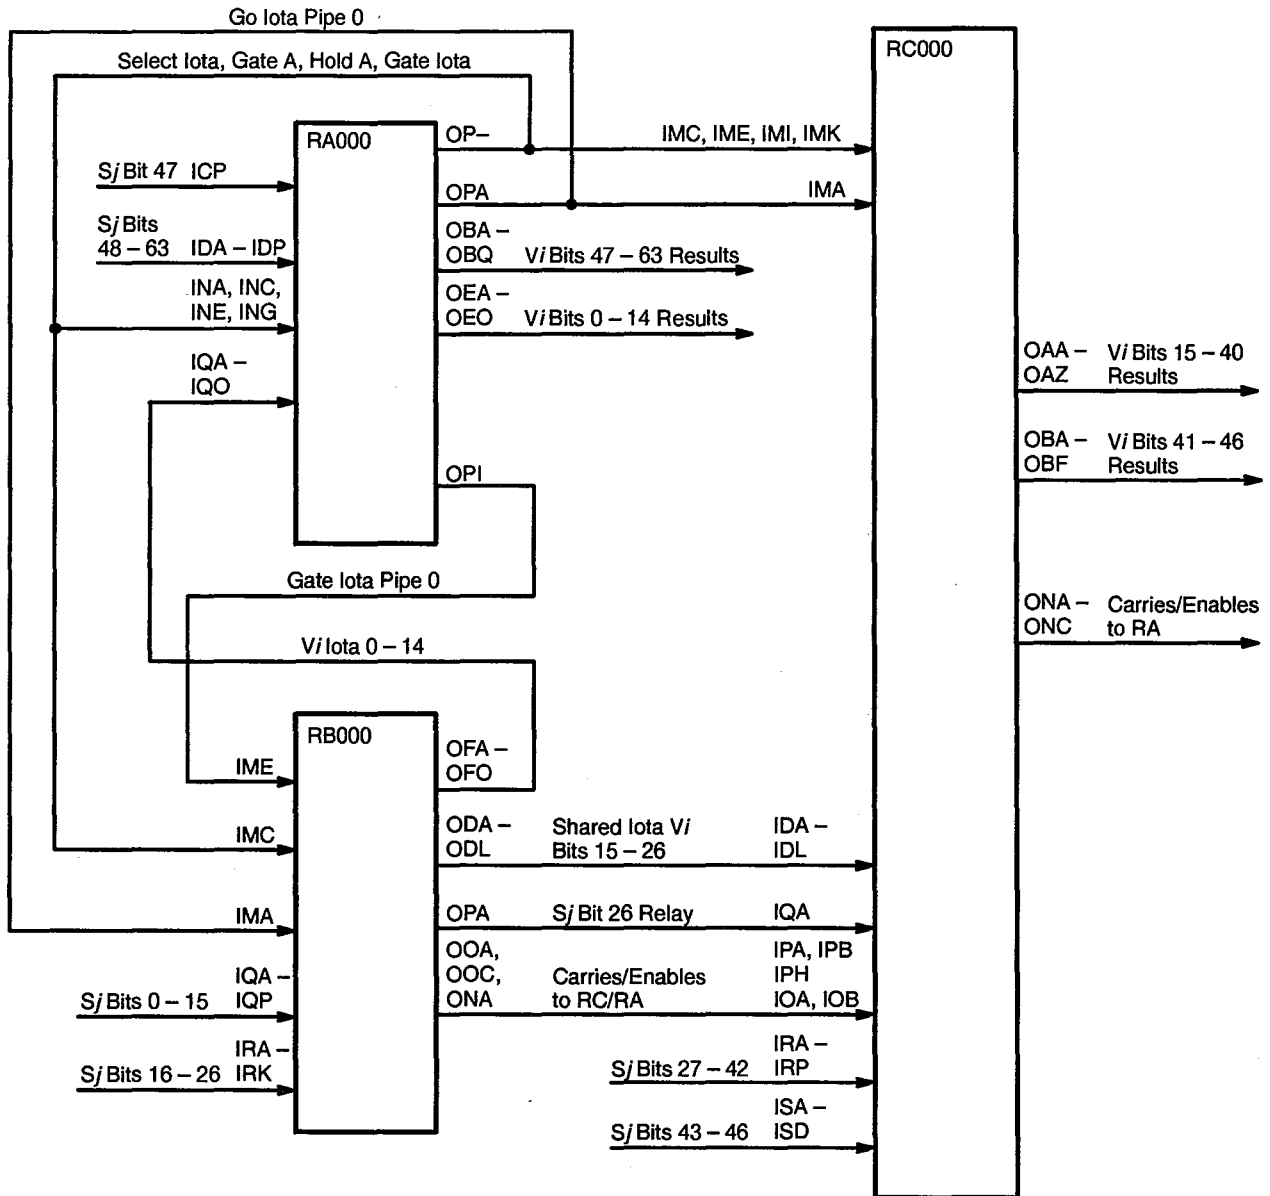 Go Iota Pipe 0
Select Iota, Gate A, Hold A, Gate Iota
RC000
RA000
OP–
IMC, IME, IMI, IMK
Sj Bit 47 ICP
OPA
IMA
Sj Bits
48 – 63 IDA – IDP
OBA –
OBQ Vi Bits 47 – 63 Results
INA, INC,
INE, ING
OEA –
OEO Vi Bits 0 – 14 Results
IQA –
IQO
OAA – Vi Bits 15 – 40
OAZ Results
OBA – Vi Bits 41 – 46
OBF Results
OPI
Gate Iota Pipe 0
ONA – Carries/Enables
ONC to RA
Vi Iota 0 – 14
RB000
IME
OFA –
OFO
IMC
ODA – Shared Iota Vi IDA –
ODL Bits 15 – 26 IDL
IMA
OPA Sj Bit 26 Relay IQA
OOA, IPA, IPB
OOC, Carries/Enables IPH
ONA to RC/RA IOA, IOB
IQA –
Sj Bits 0 – 15 IQP
IRA –
Sj Bits 16 – 26 IRK
IRA –
Sj Bits 27 – 42 IRP
ISA –
Sj Bits 43 – 46 ISD